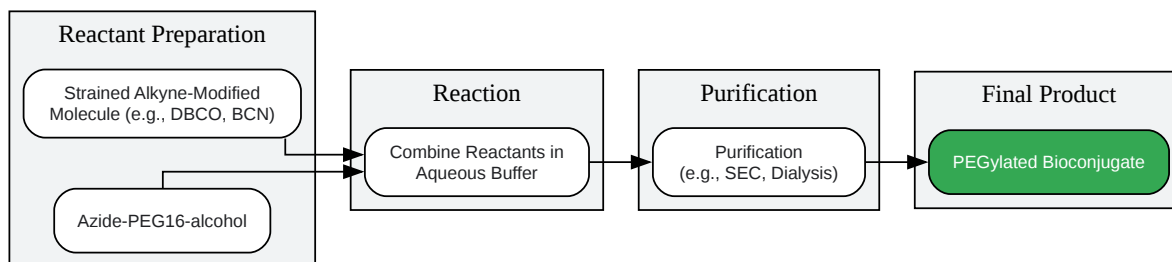 Reactant Preparation
Strained Alkyne-Modified
Molecule (e.g., DBCO, BCN)
Azide-PEG16-alcohol
Reaction
Combine Reactants in
Aqueous Buffer
Purification
Purification
(e.g., SEC, Dialysis)
Final Product
PEGylated Bioconjugate